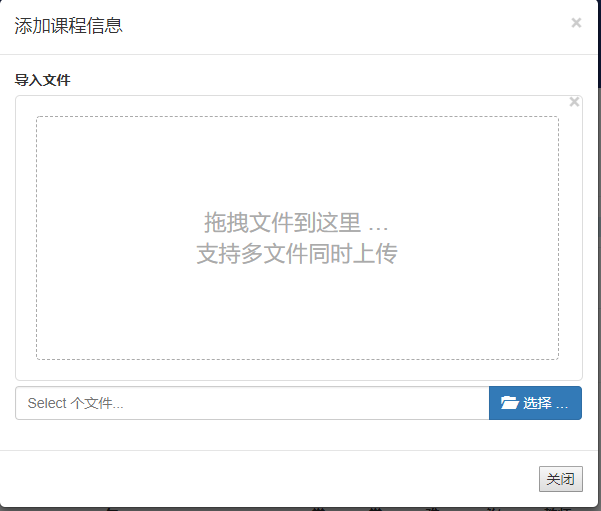 添加课程信息
×
导入文件
×
拖拽文件到这里 …
支持多文件同时上传
Select 个文件...
选择 …
关闭